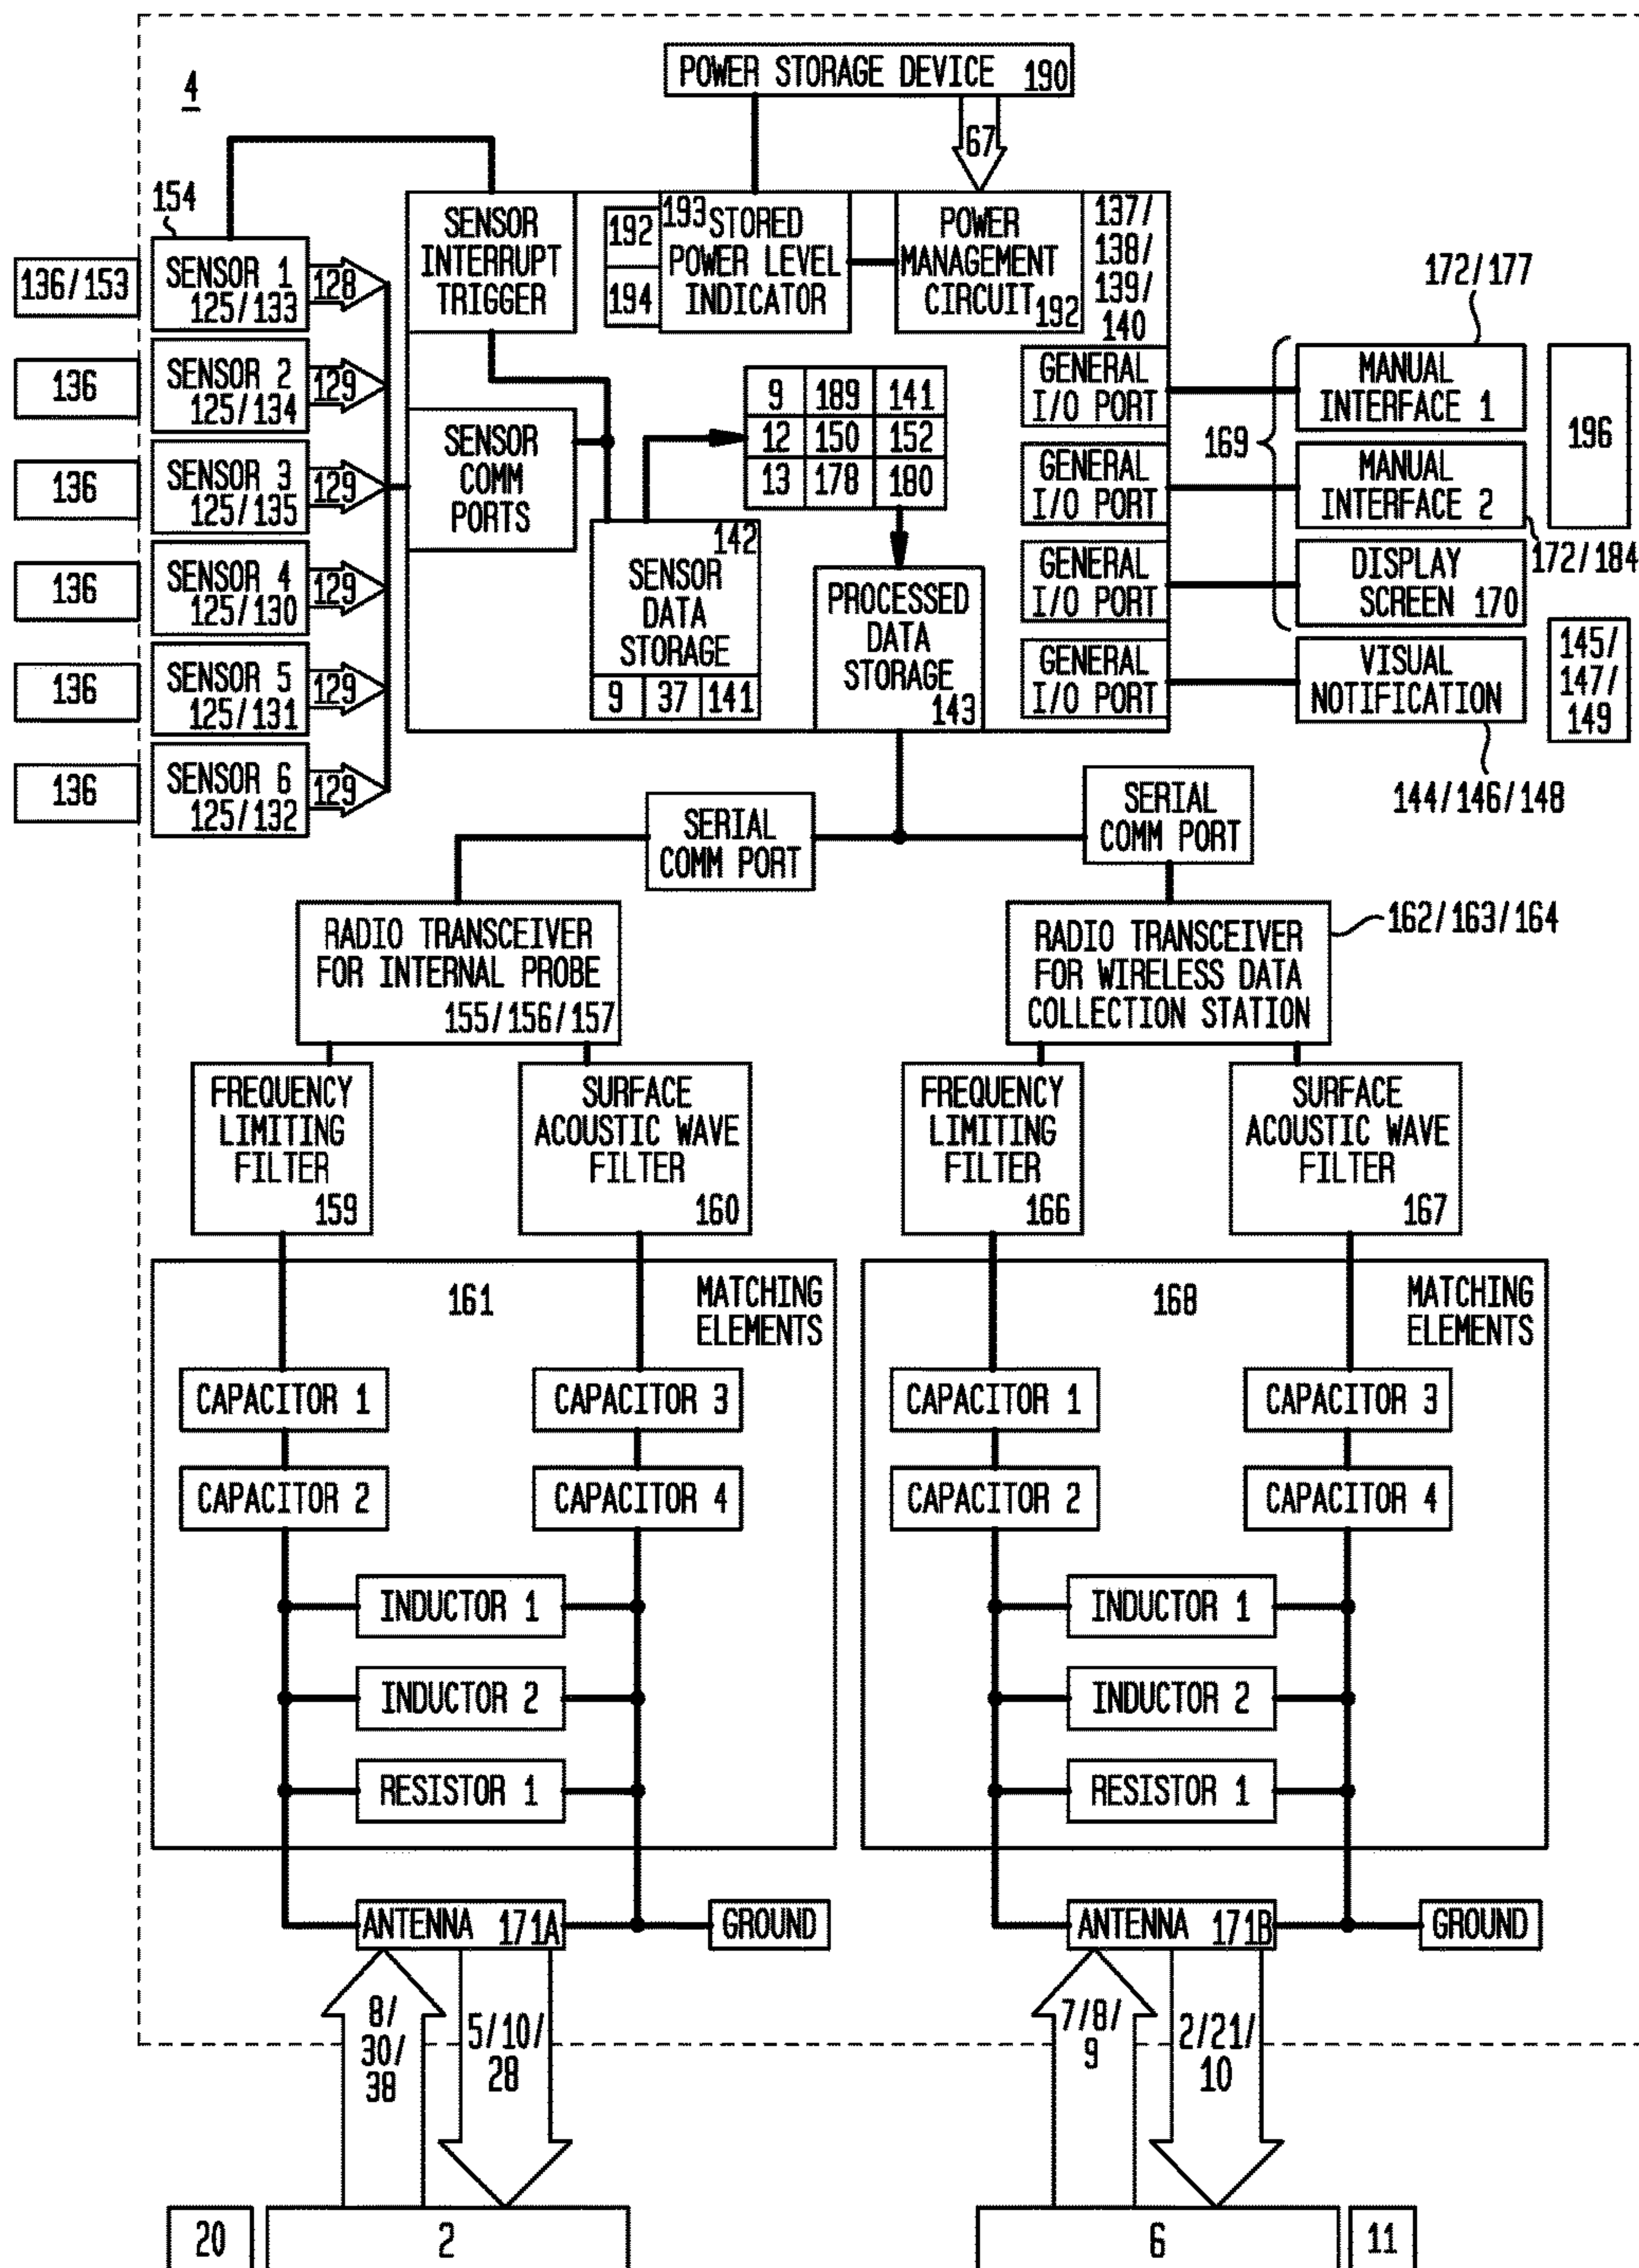 4
POWER STORAGE DEVICE 190
67
154
136/153
SENSOR 1
125/133
128
136
SENSOR 2
125/134
129
136
SENSOR 3
125/135
129
136
SENSOR 4
125/130
129
136
SENSOR 5
125/131
129
136
SENSOR 6
125/132
129
SENSOR
INTERRUPT
TRIGGER
192
194
193 STORED
POWER LEVEL
INDICATOR
POWER
MANAGEMENT
CIRCUIT 192
137/
138/
139/
140
SENSOR
COMM
PORTS
9 189 141
12 150 152
13 178 180
142
SENSOR
DATA
STORAGE
9 37 141
PROCESSED
DATA
STORAGE
143
GENERAL
I/O PORT
GENERAL
I/O PORT
GENERAL
I/O PORT
GENERAL
I/O PORT
169
172/177
MANUAL
INTERFACE 1
MANUAL
INTERFACE 2
196
172/184
DISPLAY
SCREEN 170
VISUAL
NOTIFICATION
145/
147/
149
144/146/148
SERIAL
COMM PORT
SERIAL
COMM PORT
RADIO TRANSCEIVER
FOR INTERNAL PROBE
155/156/157
RADIO TRANSCEIVER
FOR WIRELESS DATA
COLLECTION STATION
162/163/164
FREQUENCY
LIMITING
FILTER
159
SURFACE
ACOUSTIC WAVE
FILTER
160
FREQUENCY
LIMITING
FILTER
166
SURFACE
ACOUSTIC WAVE
FILTER
167
161
MATCHING
ELEMENTS
CAPACITOR 1
CAPACITOR 3
CAPACITOR 2
CAPACITOR 4
INDUCTOR 1
INDUCTOR 2
RESISTOR 1
ANTENNA 171A
GROUND
168
MATCHING
ELEMENTS
CAPACITOR 1
CAPACITOR 3
CAPACITOR 2
CAPACITOR 4
INDUCTOR 1
INDUCTOR 2
RESISTOR 1
ANTENNA 171B
GROUND
8/
30/
38
5/10/
28
7/8/
9
2/21/
10
20
2
6
11